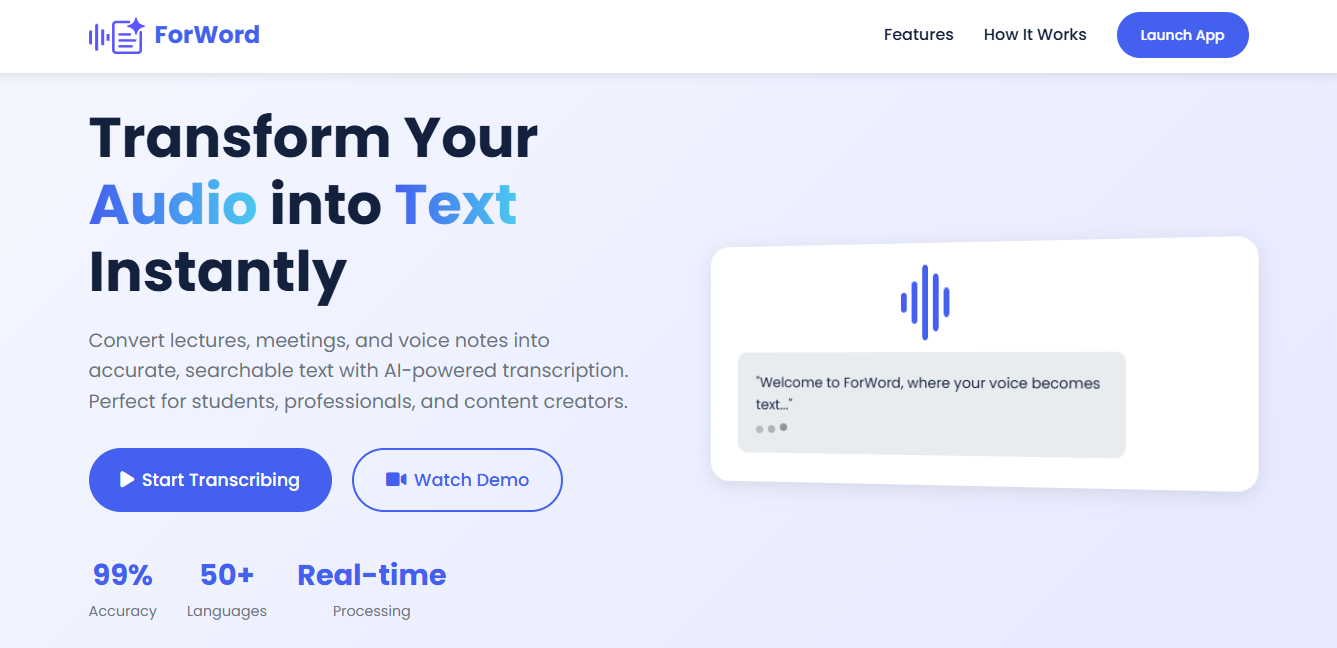 ForWord
Features
How It Works
Launch App
Transform Your
Audio into Text
Instantly
Convert lectures, meetings, and voice notes into
accurate, searchable text with AI-powered transcription.
Perfect for students, professionals, and content creators.
Start Transcribing
Watch Demo
"Welcome to ForWord, where your voice becomes
text..."
99%
Accuracy
50+
Languages
Real-time
Processing